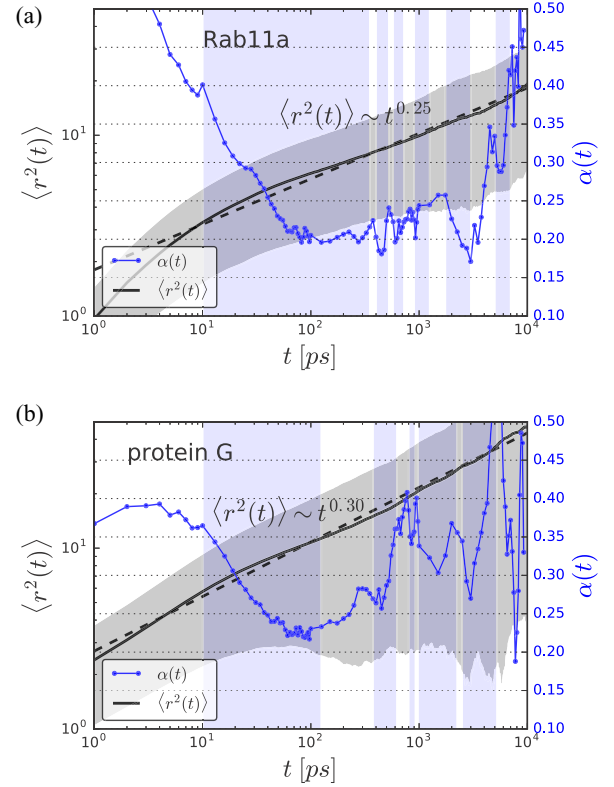 (a)
Rab11a
⟨r²(t)⟩ ∼ t^0.25
⟨r²(t)⟩
10¹
10⁰
0.50
0.45
0.40
0.35
0.30
0.25
0.20
0.15
0.10
α(t)
α(t)
⟨r²(t)⟩
10⁰ 10¹ 10² 10³ 10⁴
t [ps]
(b)
protein G
⟨r²(t)⟩ ∼ t^0.30
⟨r²(t)⟩
10¹
10⁰
0.50
0.45
0.40
0.35
0.30
0.25
0.20
0.15
0.10
α(t)
α(t)
⟨r²(t)⟩
10⁰ 10¹ 10² 10³ 10⁴
t [ps]